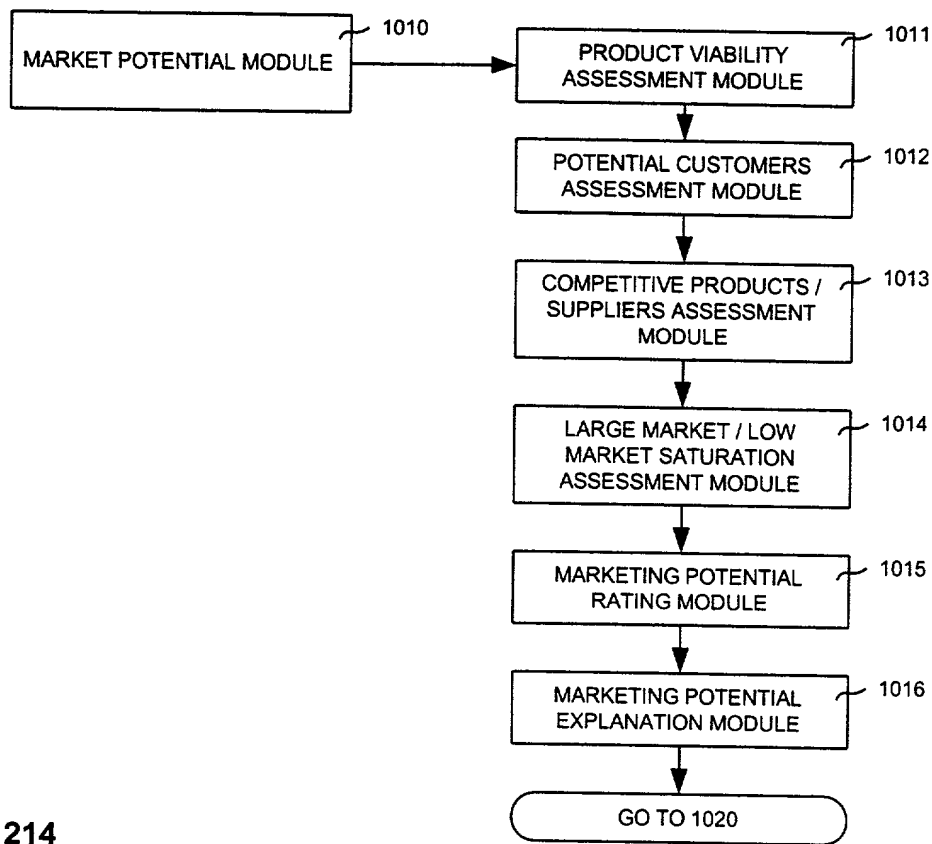 MARKET POTENTIAL MODULE
1010
PRODUCT VIABILITY
ASSESSMENT MODULE
1011
POTENTIAL CUSTOMERS
ASSESSMENT MODULE
1012
COMPETITIVE PRODUCTS /
SUPPLIERS ASSESSMENT
MODULE
1013
LARGE MARKET / LOW
MARKET SATURATION
ASSESSMENT MODULE
1014
MARKETING POTENTIAL
RATING MODULE
1015
MARKETING POTENTIAL
EXPLANATION MODULE
1016
GO TO 1020
214